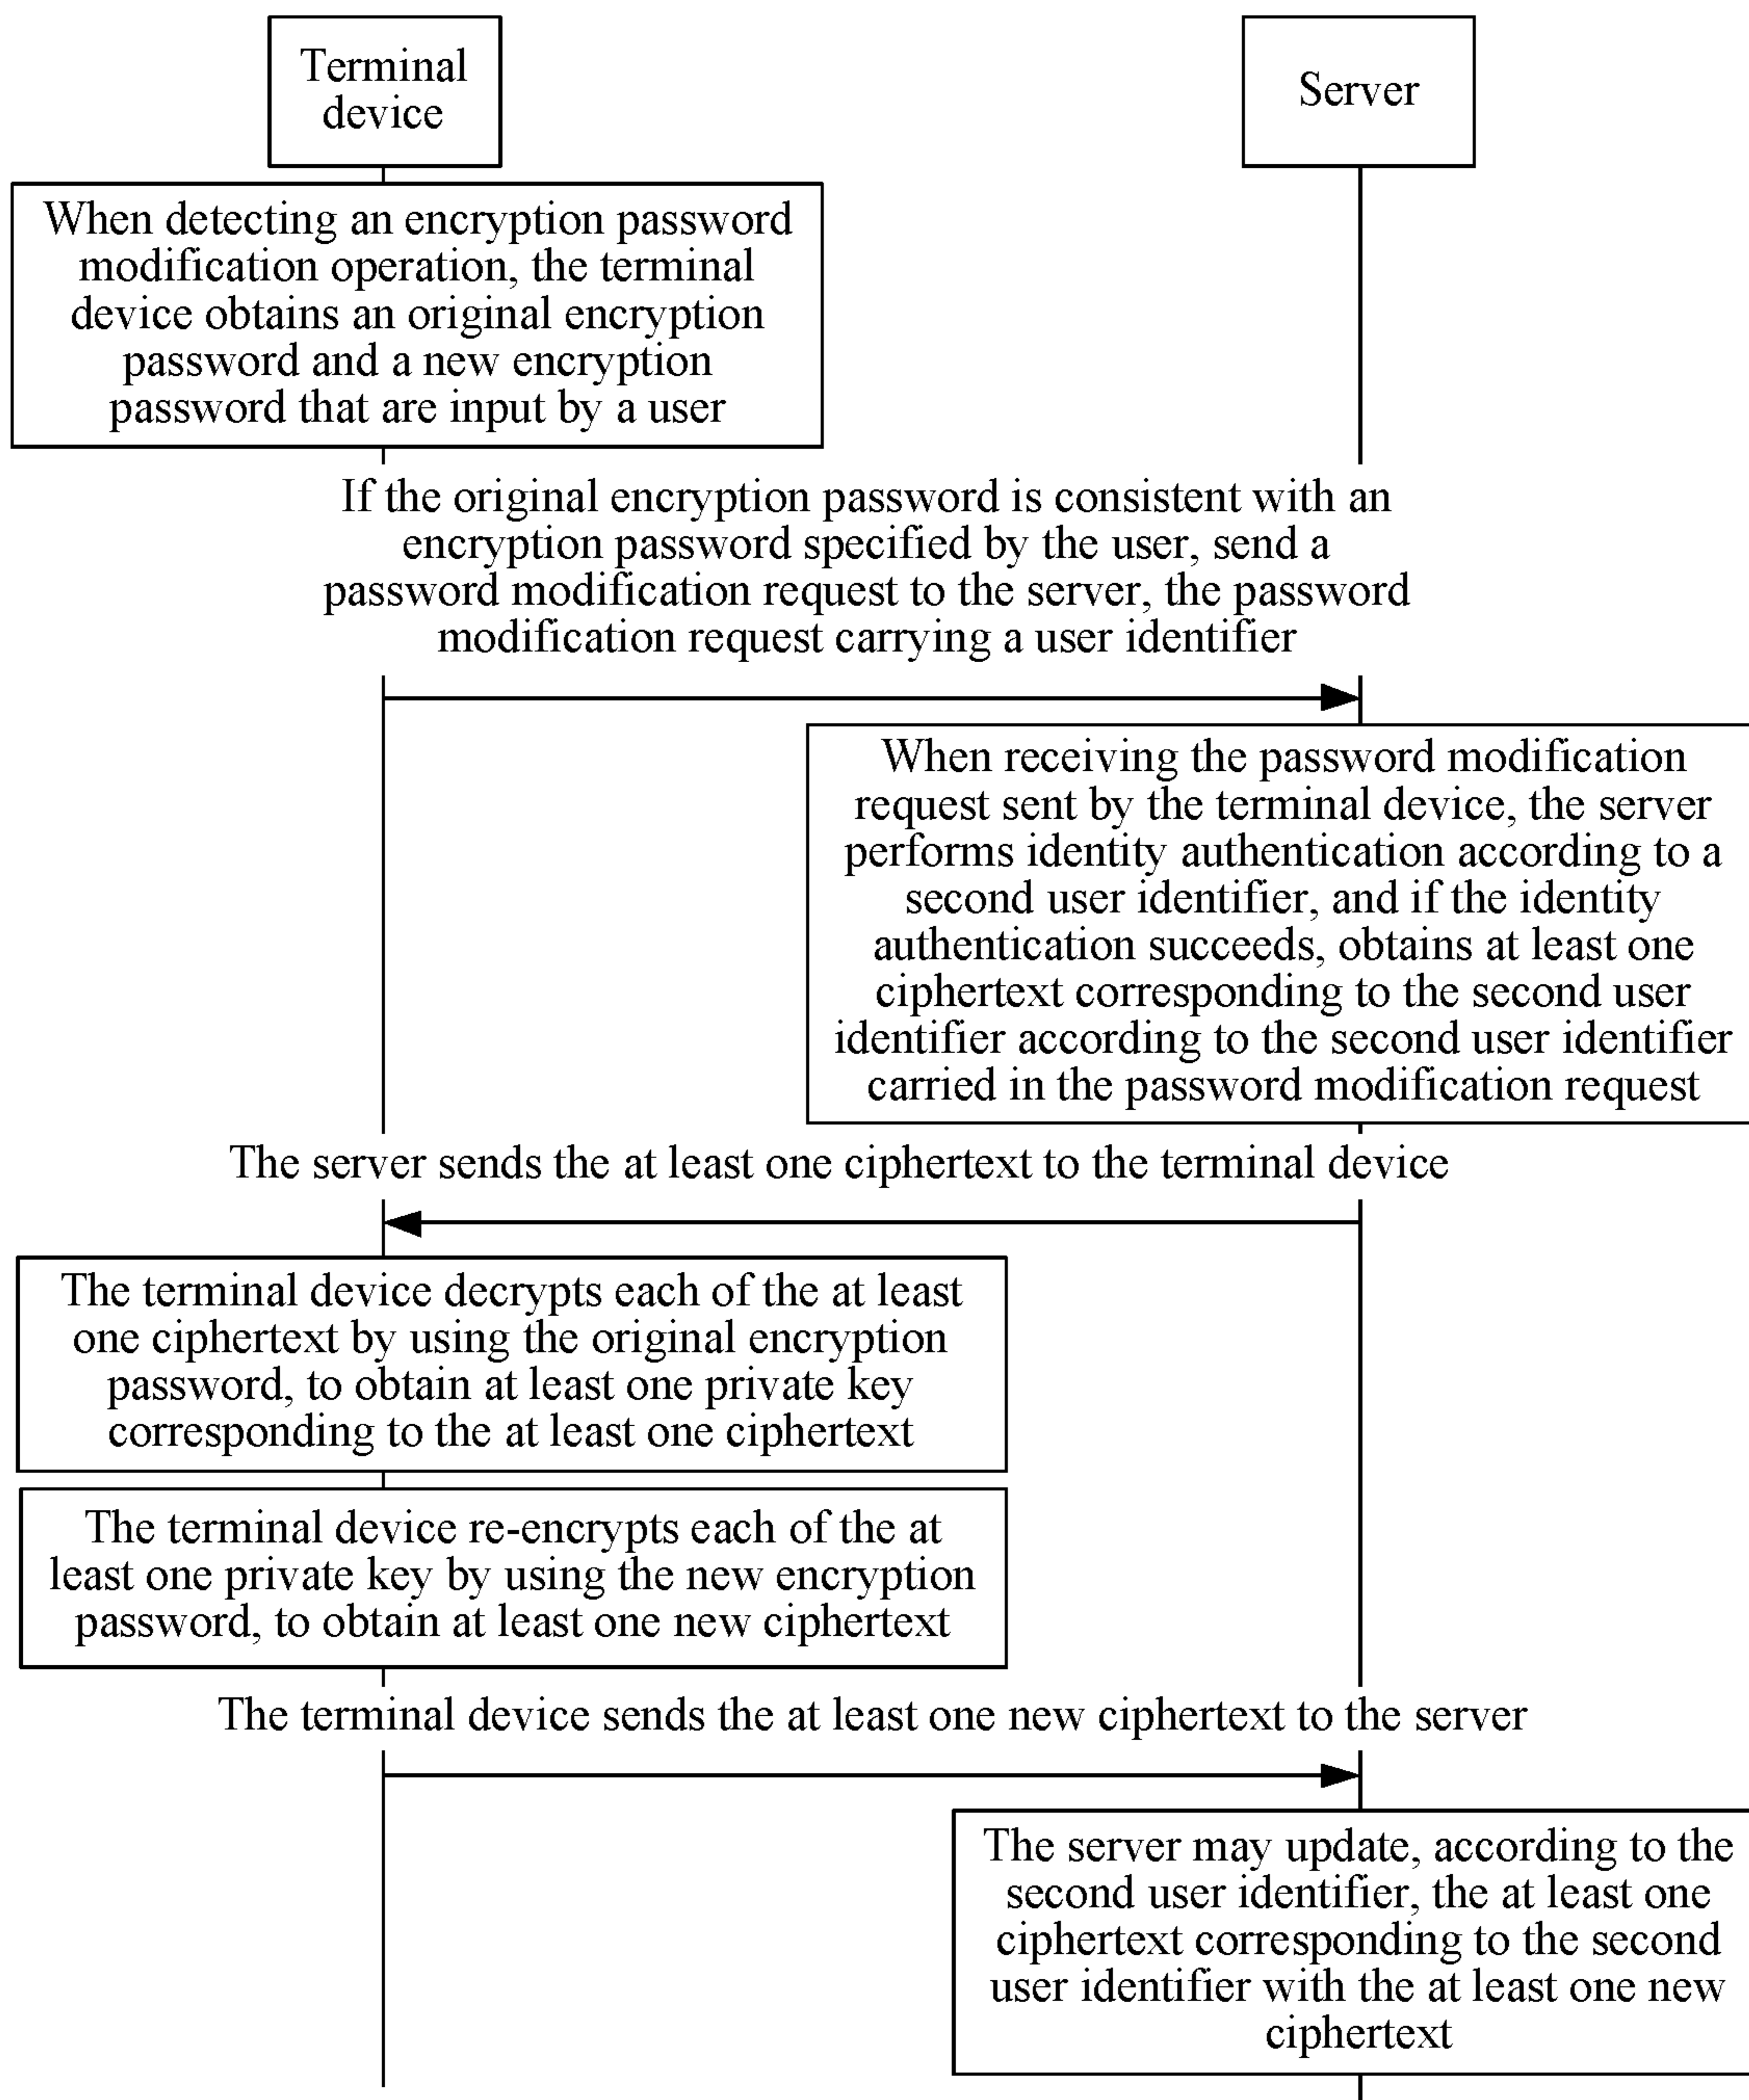 Terminal
device
Server
When detecting an encryption password
modification operation, the terminal
device obtains an original encryption
password and a new encryption
password that are input by a user
If the original encryption password is consistent with an
encryption password specified by the user, send a
password modification request to the server, the password
modification request carrying a user identifier
When receiving the password modification
request sent by the terminal device, the server
performs identity authentication according to a
second user identifier, and if the identity
authentication succeeds, obtains at least one
ciphertext corresponding to the second user
identifier according to the second user identifier
carried in the password modification request
The server sends the at least one ciphertext to the terminal device
The terminal device decrypts each of the at least
one ciphertext by using the original encryption
password, to obtain at least one private key
corresponding to the at least one ciphertext
The terminal device re-encrypts each of the at
least one private key by using the new encryption
password, to obtain at least one new ciphertext
The terminal device sends the at least one new ciphertext to the server
The server may update, according to the
second user identifier, the at least one
ciphertext corresponding to the second
user identifier with the at least one new
ciphertext